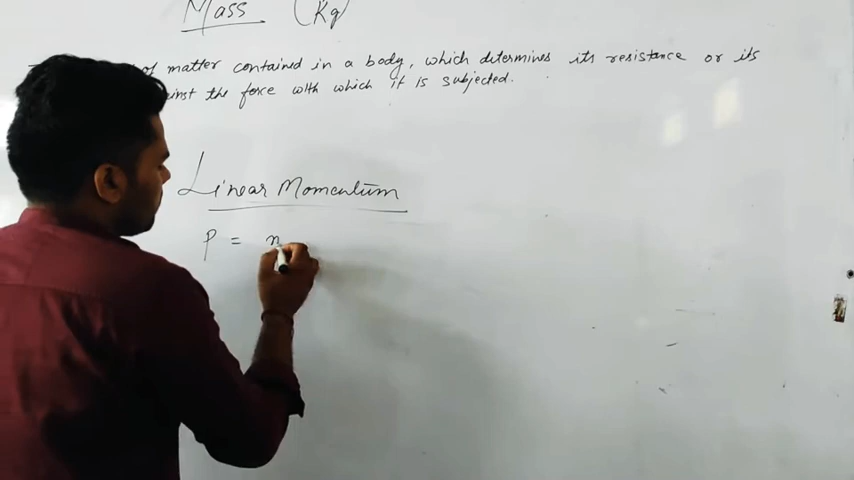 Mass (Kg)
of matter contained in a body, which determines its resistance or its
the force with which it is subjected.
Linear Momentum
P = m